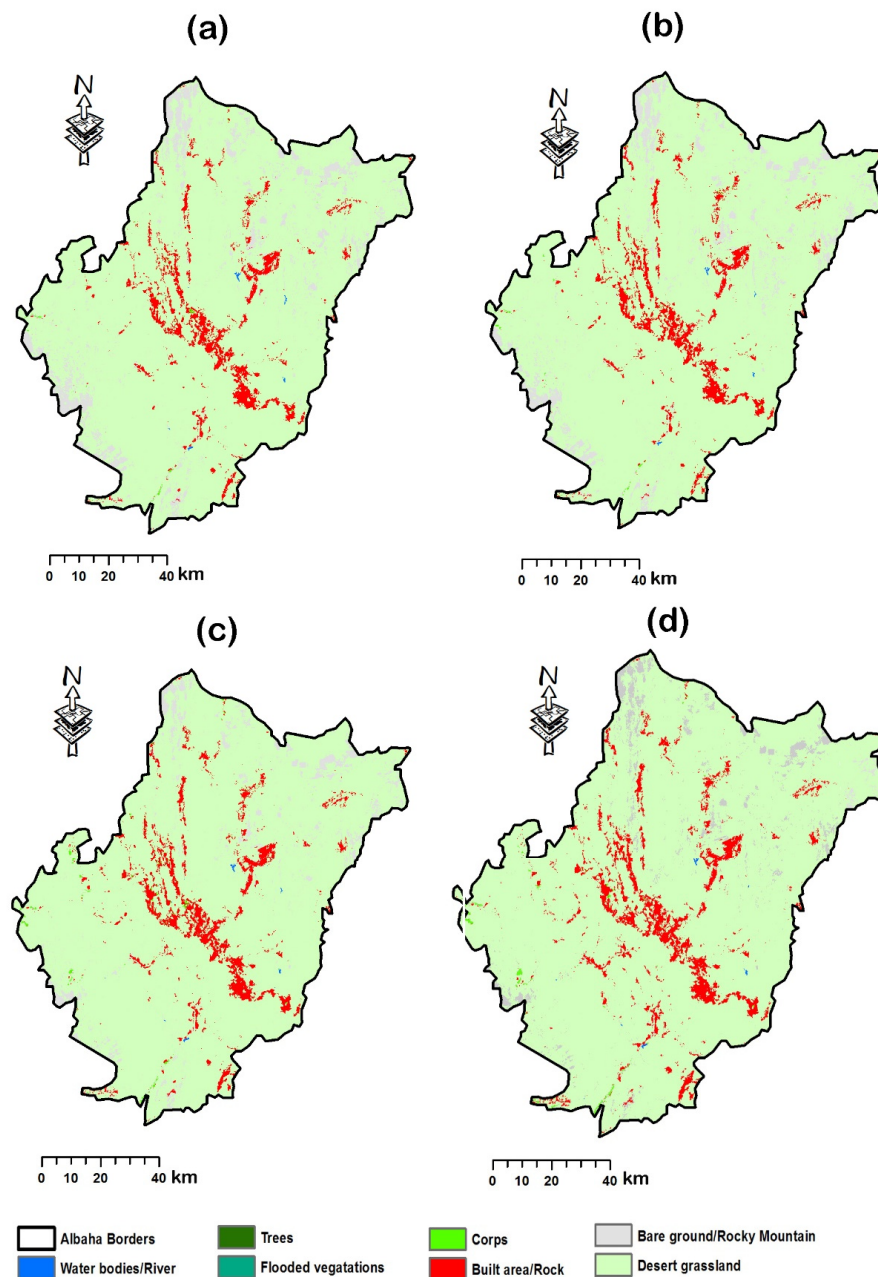 (a)
(b)
N
N
0 10 20 40 km
0 10 20 40 km
(c)
(d)
N
N
0 10 20 40 km
0 10 20 40 km
Albaha Borders Trees Corps Bare ground/Rocky Mountain
Water bodies/River Flooded vegatations Built area/Rock Desert grassland